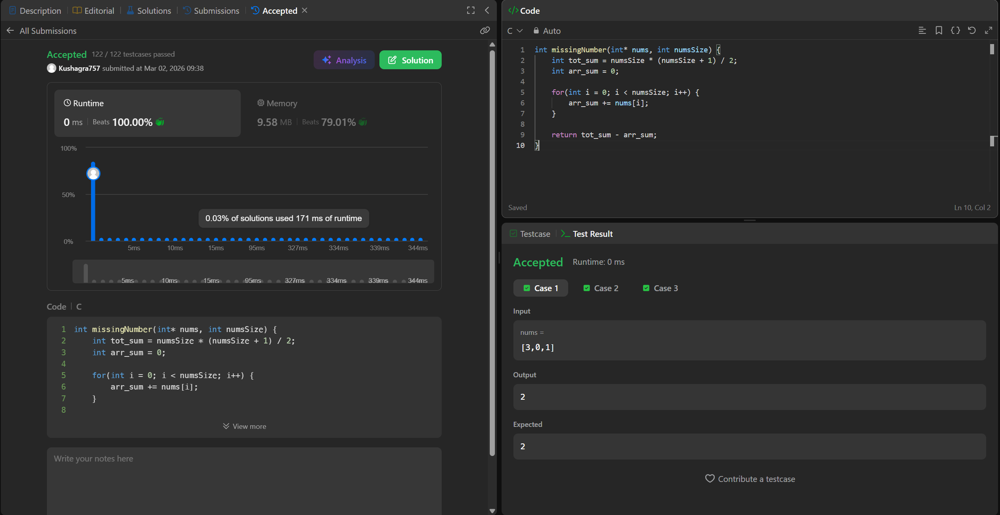 Description
Editorial
Solutions
Submissions
Accepted
All Submissions
Accepted 122 / 122 testcases passed
Kushagra757 submitted at Mar 02, 2026 09:38
Analysis
Solution
Runtime
0 ms Beats 100.00%
Memory
9.58 MB Beats 79.01%
100%
50%
0%
0.03% of solutions used 171 ms of runtime
5ms 10ms 15ms 95ms 327ms 334ms 339ms 344ms
5ms 10ms 15ms 95ms 327ms 334ms 339ms 344ms
Code C
1 int missingNumber(int* nums, int numsSize) {
2     int tot_sum = numsSize * (numsSize + 1) / 2;
3     int arr_sum = 0;
4
5     for(int i = 0; i < numsSize; i++) {
6         arr_sum += nums[i];
7     }
8
View more
Write your notes here
Code
C Auto
1 int missingNumber(int* nums, int numsSize) {
2     int tot_sum = numsSize * (numsSize + 1) / 2;
3     int arr_sum = 0;
4
5     for(int i = 0; i < numsSize; i++) {
6         arr_sum += nums[i];
7     }
8
9     return tot_sum - arr_sum;
10 }
Saved
Ln 10, Col 2
Testcase
Test Result
Accepted Runtime: 0 ms
Case 1 Case 2 Case 3
Input
nums =
[3,0,1]
Output
2
Expected
2
Contribute a testcase